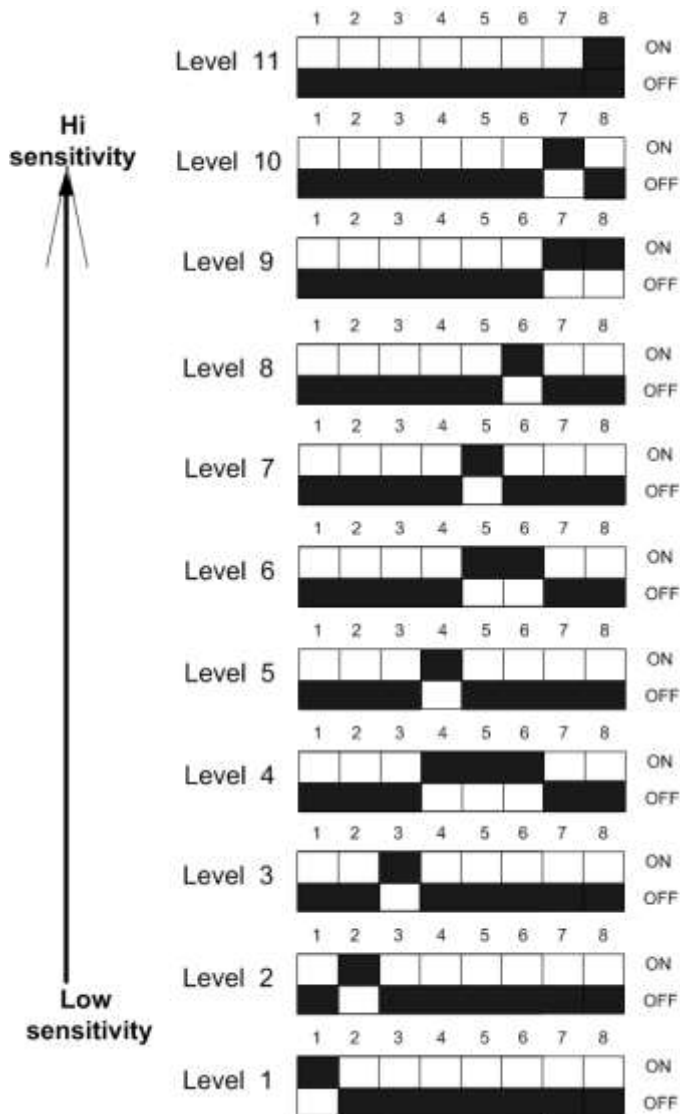 1 2 3 4 5 6 7 8
Level 11 ON
OFF
Hi
sensitivity
1 2 3 4 5 6 7 8
Level 10 ON
OFF
1 2 3 4 5 6 7 8
Level 9 ON
OFF
1 2 3 4 5 6 7 8
Level 8 ON
OFF
1 2 3 4 5 6 7 8
Level 7 ON
OFF
1 2 3 4 5 6 7 8
Level 6 ON
OFF
1 2 3 4 5 6 7 8
Level 5 ON
OFF
1 2 3 4 5 6 7 8
Level 4 ON
OFF
1 2 3 4 5 6 7 8
Level 3 ON
OFF
1 2 3 4 5 6 7 8
Level 2 ON
OFF
Low
sensitivity
1 2 3 4 5 6 7 8
Level 1 ON
OFF